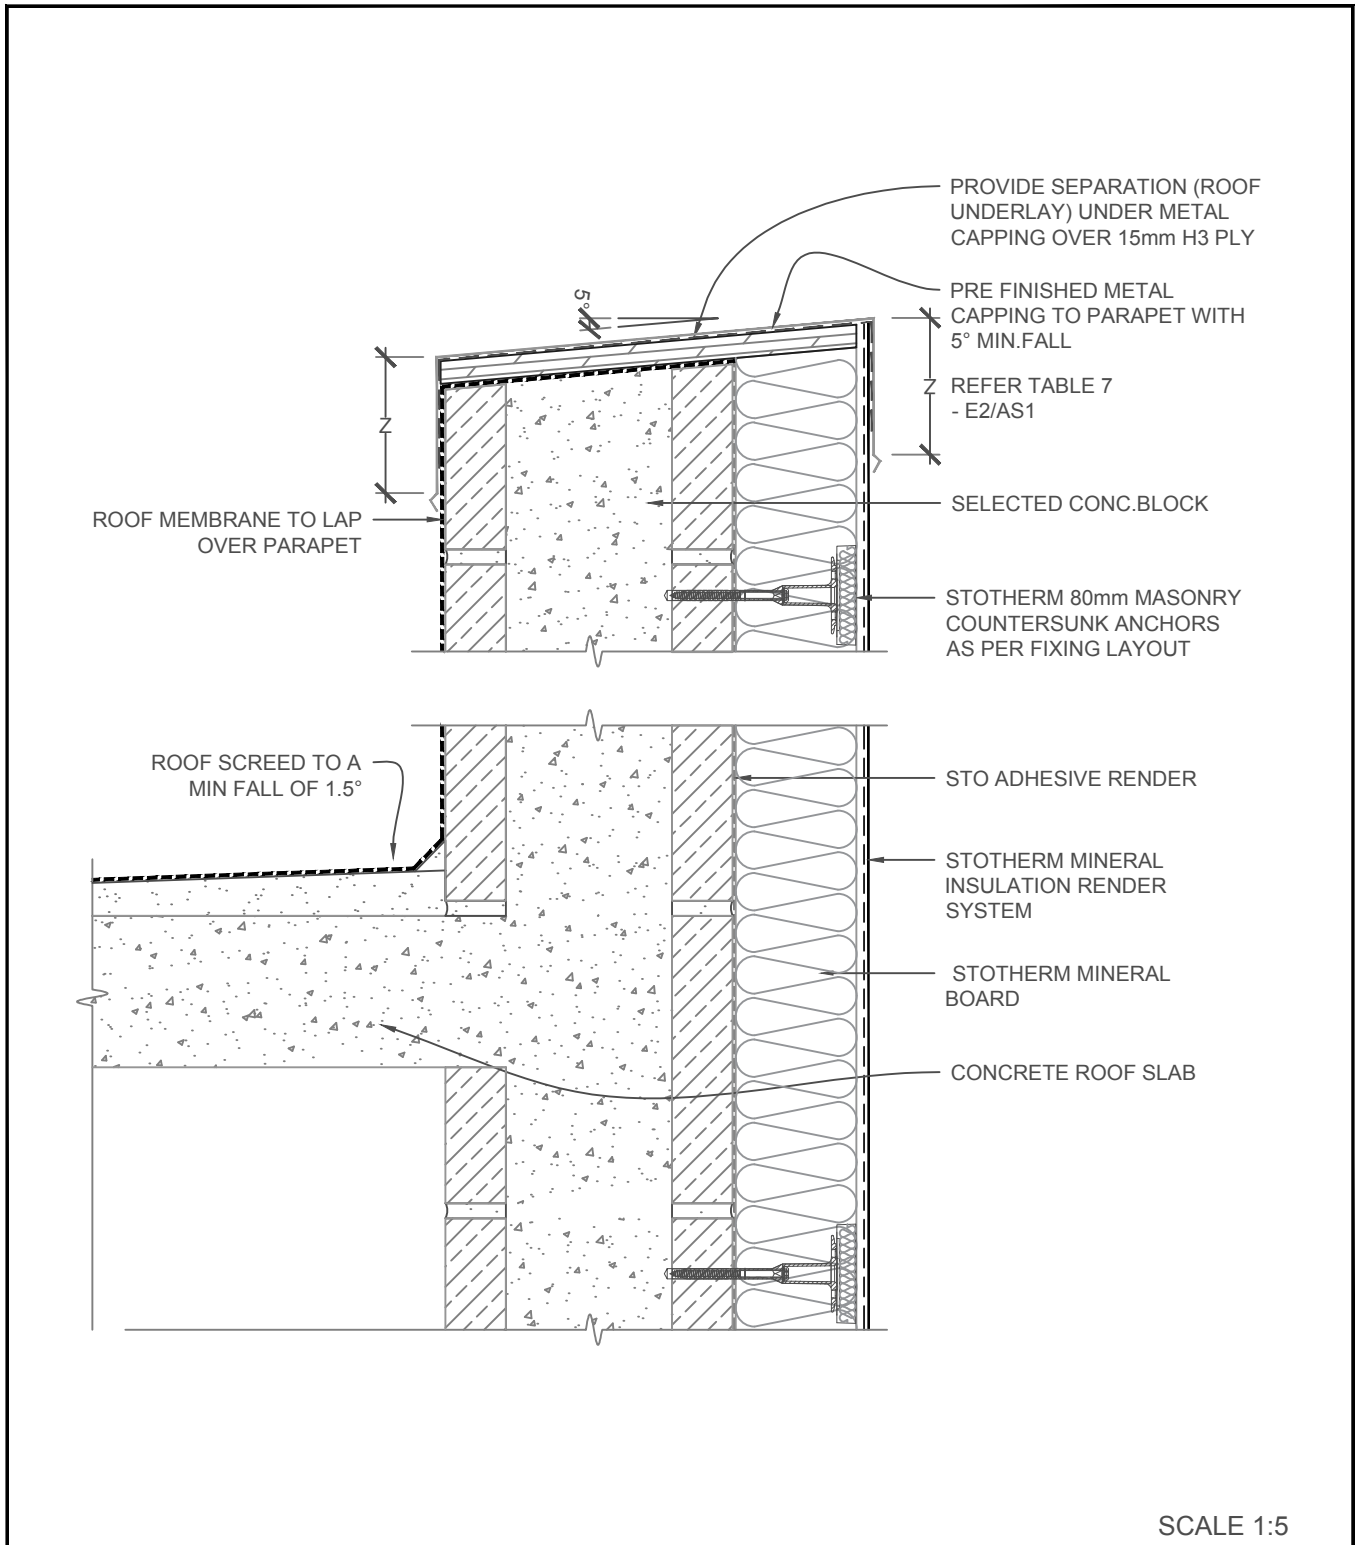 PROVIDE SEPARATION (ROOF
UNDERLAY) UNDER METAL
CAPPING OVER 15mm H3 PLY
PRE FINISHED METAL
CAPPING TO PARAPET WITH
5° MIN.FALL
5°
Z
REFER TABLE 7
- E2/AS1
Z
SELECTED CONC.BLOCK
ROOF MEMBRANE TO LAP
OVER PARAPET
STOTHERM 80mm MASONRY
COUNTERSUNK ANCHORS
AS PER FIXING LAYOUT
ROOF SCREED TO A
MIN FALL OF 1.5°
STO ADHESIVE RENDER
STOTHERM MINERAL
INSULATION RENDER
SYSTEM
STOTHERM MINERAL
BOARD
CONCRETE ROOF SLAB
SCALE 1:5